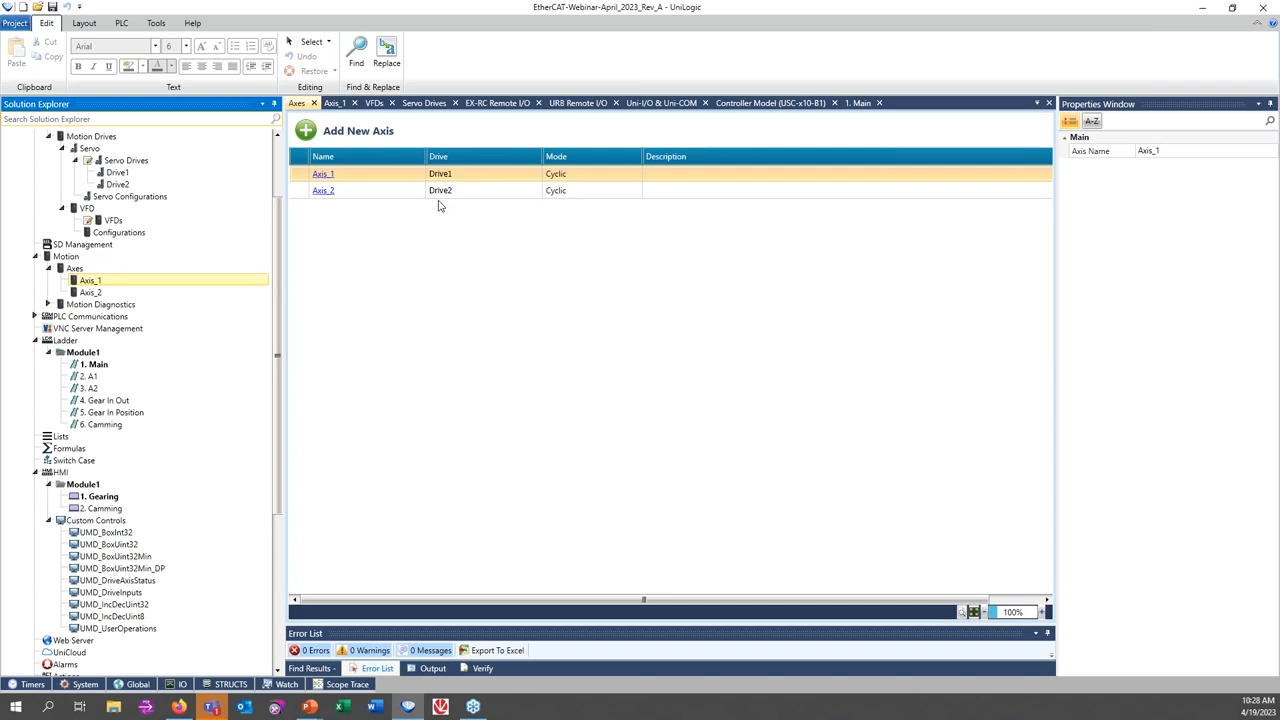 EtherCAT-Webinar-April_2023_Rev_A - UniLogic
Project Edit Layout PLC Tools Help
Paste Cut Copy
Clipboard
Arial 6
B I U
Text
Select
Undo
Restore
Editing
Find Replace
Find & Replace
Solution Explorer
Search Solution Explorer
Motion Drives
Servo
Servo Drives
Drive1
Drive2
Servo Configurations
VFD
VFDs
Configurations
SD Management
Motion
Axes
Axis_1
Axis_2
Motion Diagnostics
PLC Communications
VNC Server Management
Ladder
Module1
1. Main
2. A1
3. A2
4. Gear In Out
5. Gear In Position
6. Camming
Lists
Formulas
Switch Case
HMI
Module1
1. Gearing
2. Camming
Custom Controls
UMD_BoxInt32
UMD_BoxUint32
UMD_BoxUint32Min
UMD_BoxUint32Min_DP
UMD_DriveAxisStatus
UMD_DriveInputs
UMD_IncDecUint32
UMD_IncDecUint8
UMD_UserOperations
Web Server
UniCloud
Alarms
Axes Axis_1 VFDs Servo Drives EX-RC Remote I/O URB Remote I/O Uni-I/O & Uni-COM Controller Model (USC-x10-B1) 1. Main
Add New Axis
Name Drive Mode Description
Axis_1 Drive1 Cyclic
Axis_2 Drive2 Cyclic
100%
Error List
0 Errors 0 Warnings 0 Messages Export To Excel
Find Results - Error List Output Verify
Properties Window
A-Z
Main
Axis Name Axis_1
Timers System Global IO STRUCTS Watch Scope Trace
10:28 AM
4/19/2023